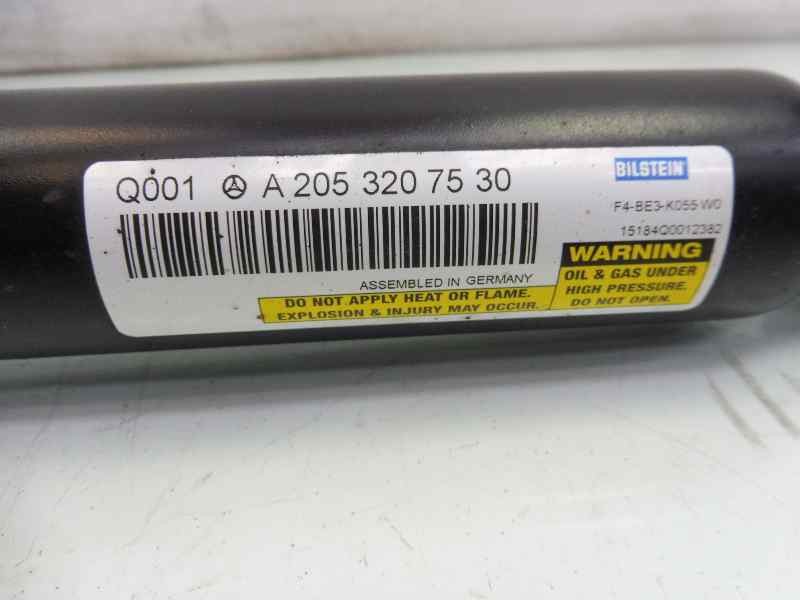 Q001 A 205 320 75 30
BILSTEIN
F4-BE3-K055-W0
15184Q0012382
ASSEMBLED IN GERMANY
DO NOT APPLY HEAT OR FLAME.
EXPLOSION & INJURY MAY OCCUR.
WARNING
OIL & GAS UNDER
HIGH PRESSURE.
DO NOT OPEN.